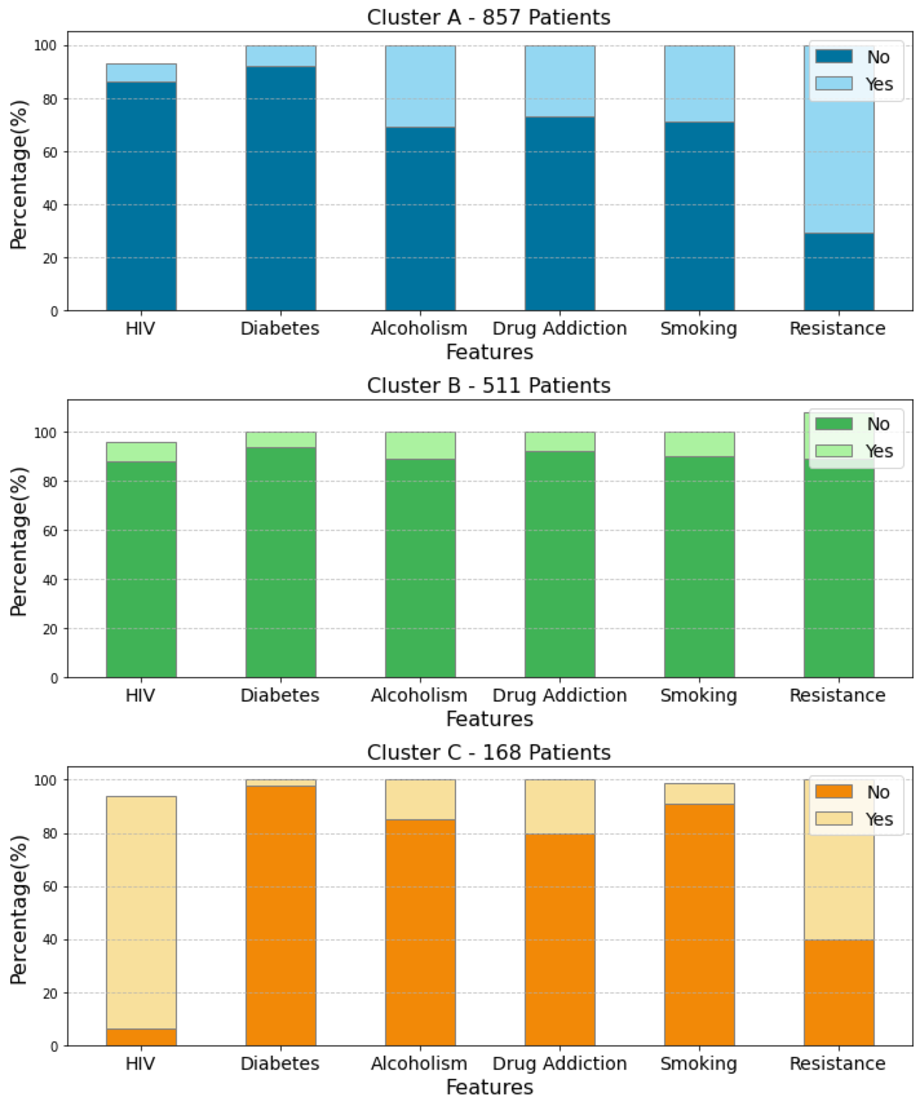 Cluster A - 857 Patients
Percentage(%)
100
80
60
40
20
0
No
Yes
HIV Diabetes Alcoholism Drug Addiction Smoking Resistance
Features
Cluster B - 511 Patients
Percentage(%)
100
80
60
40
20
0
No
Yes
HIV Diabetes Alcoholism Drug Addiction Smoking Resistance
Features
Cluster C - 168 Patients
Percentage(%)
100
80
60
40
20
0
No
Yes
HIV Diabetes Alcoholism Drug Addiction Smoking Resistance
Features